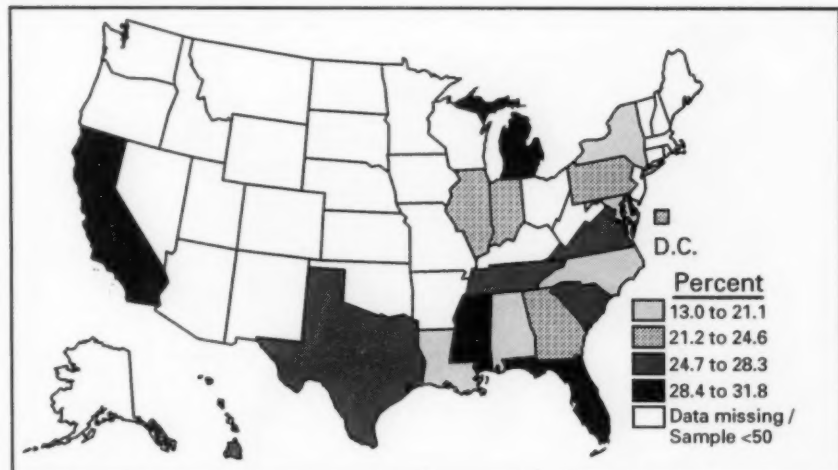 D.C.
Percent
13.0 to 21.1
21.2 to 24.6
24.7 to 28.3
28.4 to 31.8
Data missing /
Sample <50